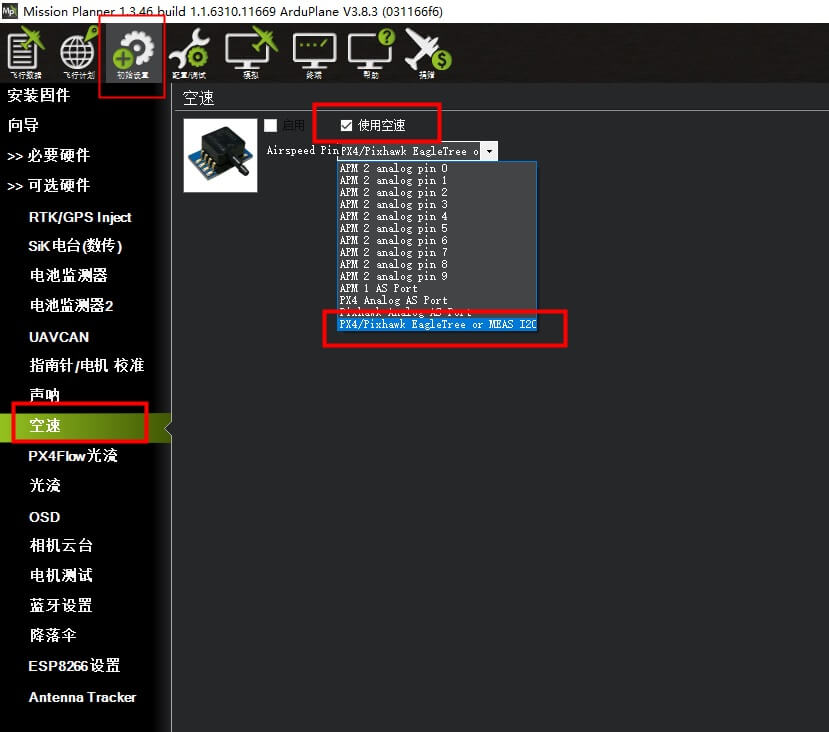 Mission Planner 1.3.46 build 1.1.6310.11669 ArduPlane V3.8.3 (031166f6)
飞行数据 飞行计划 初始设置 配置/调试 模拟 终端 帮助 捐赠
安装固件
向导
>> 必要硬件
>> 可选硬件
RTK/GPS Inject
SiK电台(数传)
电池监测器
电池监测器2
UAVCAN
指南针/电机 校准
声呐
空速
PX4Flow光流
光流
OSD
相机云台
电机测试
蓝牙设置
降落伞
ESP8266设置
Antenna Tracker
空速
启用 使用空速
Airspeed Pin PX4/Pixhawk EagleTree o
APM 2 analog pin 0
APM 2 analog pin 1
APM 2 analog pin 2
APM 2 analog pin 3
APM 2 analog pin 4
APM 2 analog pin 5
APM 2 analog pin 6
APM 2 analog pin 7
APM 2 analog pin 8
APM 2 analog pin 9
APM 1 AS Port
PX4 Analog AS Port
Pixhawk Analog AS Port
PX4/Pixhawk EagleTree or MEAS I2C